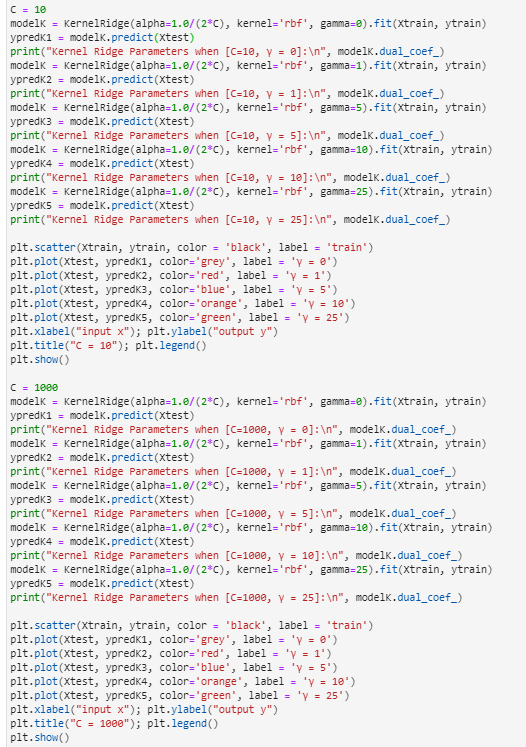 C = 10
modelK = KernelRidge(alpha=1.0/(2*C), kernel='rbf', gamma=0).fit(Xtrain, ytrain)
ypredK1 = modelK.predict(Xtest)
print("Kernel Ridge Parameters when [C=10, γ = 0]:\n", modelK.dual_coef_)
modelK = KernelRidge(alpha=1.0/(2*C), kernel='rbf', gamma=1).fit(Xtrain, ytrain)
ypredK2 = modelK.predict(Xtest)
print("Kernel Ridge Parameters when [C=10, γ = 1]:\n", modelK.dual_coef_)
modelK = KernelRidge(alpha=1.0/(2*C), kernel='rbf', gamma=5).fit(Xtrain, ytrain)
ypredK3 = modelK.predict(Xtest)
print("Kernel Ridge Parameters when [C=10, γ = 5]:\n", modelK.dual_coef_)
modelK = KernelRidge(alpha=1.0/(2*C), kernel='rbf', gamma=10).fit(Xtrain, ytrain)
ypredK4 = modelK.predict(Xtest)
print("Kernel Ridge Parameters when [C=10, γ = 10]:\n", modelK.dual_coef_)
modelK = KernelRidge(alpha=1.0/(2*C), kernel='rbf', gamma=25).fit(Xtrain, ytrain)
ypredK5 = modelK.predict(Xtest)
print("Kernel Ridge Parameters when [C=10, γ = 25]:\n", modelK.dual_coef_)

plt.scatter(Xtrain, ytrain, color = 'black', label = 'train')
plt.plot(Xtest, ypredK1, color='grey', label = 'γ = 0')
plt.plot(Xtest, ypredK2, color='red', label = 'γ = 1')
plt.plot(Xtest, ypredK3, color='blue', label = 'γ = 5')
plt.plot(Xtest, ypredK4, color='orange', label = 'γ = 10')
plt.plot(Xtest, ypredK5, color='green', label = 'γ = 25')
plt.xlabel("input x"); plt.ylabel("output y")
plt.title("C = 10"); plt.legend()
plt.show()

C = 1000
modelK = KernelRidge(alpha=1.0/(2*C), kernel='rbf', gamma=0).fit(Xtrain, ytrain)
ypredK1 = modelK.predict(Xtest)
print("Kernel Ridge Parameters when [C=1000, γ = 0]:\n", modelK.dual_coef_)
modelK = KernelRidge(alpha=1.0/(2*C), kernel='rbf', gamma=1).fit(Xtrain, ytrain)
ypredK2 = modelK.predict(Xtest)
print("Kernel Ridge Parameters when [C=1000, γ = 1]:\n", modelK.dual_coef_)
modelK = KernelRidge(alpha=1.0/(2*C), kernel='rbf', gamma=5).fit(Xtrain, ytrain)
ypredK3 = modelK.predict(Xtest)
print("Kernel Ridge Parameters when [C=1000, γ = 5]:\n", modelK.dual_coef_)
modelK = KernelRidge(alpha=1.0/(2*C), kernel='rbf', gamma=10).fit(Xtrain, ytrain)
ypredK4 = modelK.predict(Xtest)
print("Kernel Ridge Parameters when [C=1000, γ = 10]:\n", modelK.dual_coef_)
modelK = KernelRidge(alpha=1.0/(2*C), kernel='rbf', gamma=25).fit(Xtrain, ytrain)
ypredK5 = modelK.predict(Xtest)
print("Kernel Ridge Parameters when [C=1000, γ = 25]:\n", modelK.dual_coef_)

plt.scatter(Xtrain, ytrain, color = 'black', label = 'train')
plt.plot(Xtest, ypredK1, color='grey', label = 'γ = 0')
plt.plot(Xtest, ypredK2, color='red', label = 'γ = 1')
plt.plot(Xtest, ypredK3, color='blue', label = 'γ = 5')
plt.plot(Xtest, ypredK4, color='orange', label = 'γ = 10')
plt.plot(Xtest, ypredK5, color='green', label = 'γ = 25')
plt.xlabel("input x"); plt.ylabel("output y")
plt.title("C = 1000"); plt.legend()
plt.show()